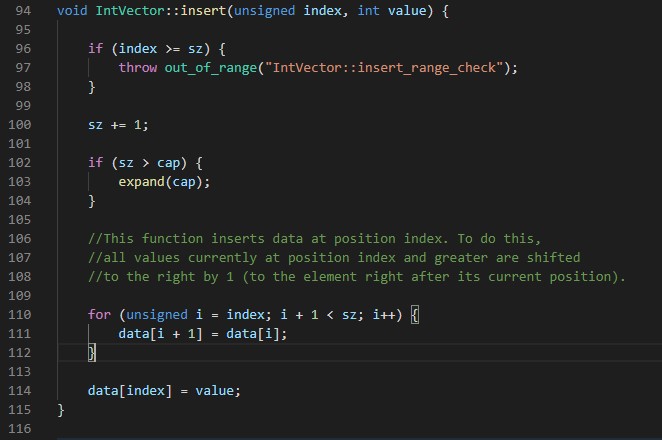 94 void IntVector::insert(unsigned index, int value) {
95
96 if (index >= sz) {
97 throw out_of_range("IntVector::insert_range_check");
98 }
99
100 sz += 1;
101
102 if (sz > cap) {
103 expand(cap);
104 }
105
106 //This function inserts data at position index. To do this,
107 //all values currently at position index and greater are shifted
108 //to the right by 1 (to the element right after its current position).
109
110 for (unsigned i = index; i + 1 < sz; i++) {
111 data[i + 1] = data[i];
112 }
113
114 data[index] = value;
115 }
116